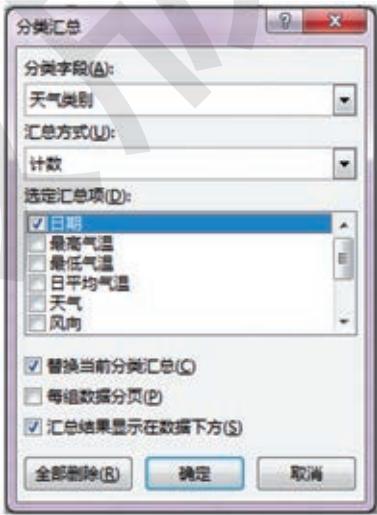 分类汇总
分类字段(A):
天气类别
汇总方式(U):
计数
选定汇总项(D):
日期
最高气温
最低气温
日平均气温
天气
风向
替换当前分类汇总(C)
每组数据分页(P)
汇总结果显示在数据下方(S)
全部删除(R) 确定 取消